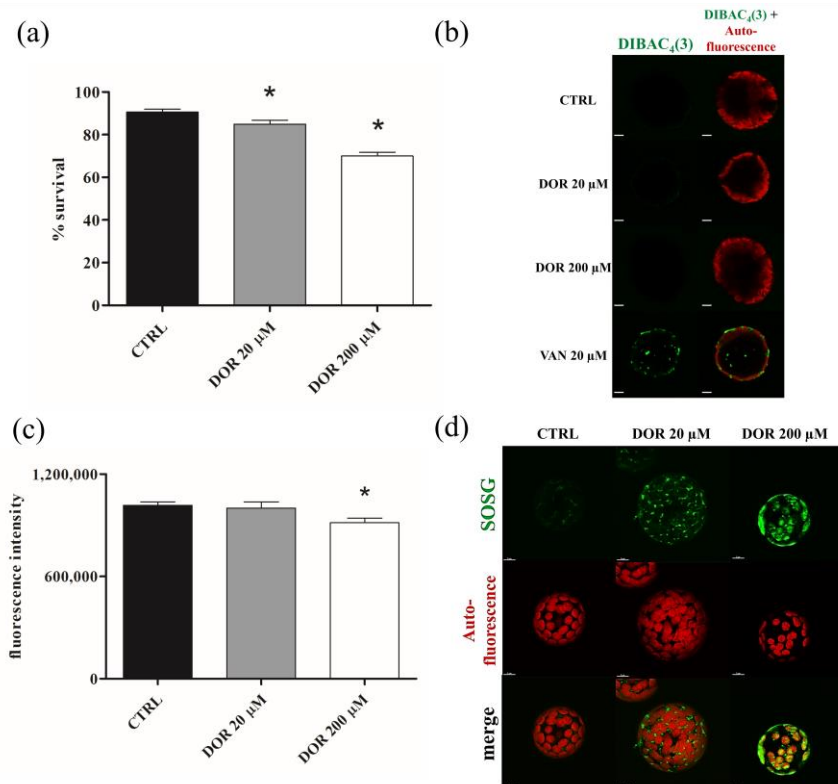 (a)
% survival
100
80
60
40
20
0
*
*
CTRL
DOR 20 µM
DOR 200 µM
(b)
DIBAC₄(3)
DIBAC₄(3) +
Auto-
fluorescence
CTRL
DOR 20 µM
DOR 200 µM
VAN 20 µM
(c)
fluorescence intensity
1,200,000
600,000
0
*
CTRL
DOR 20 µM
DOR 200 µM
(d)
CTRL
DOR 20 µM
DOR 200 µM
SOSG
Auto-
fluorescence
merge